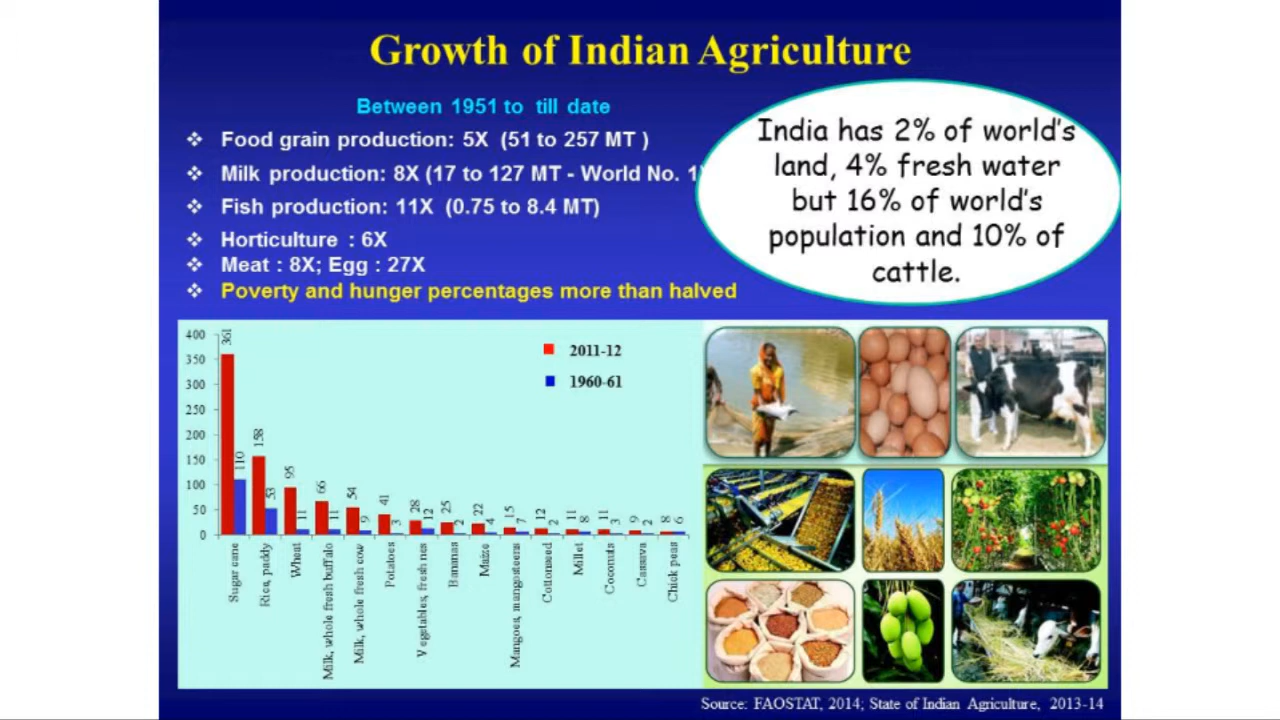 Growth of Indian Agriculture
Between 1951 to till date
❖ Food grain production: 5X (51 to 257 MT )
❖ Milk production: 8X (17 to 127 MT - World No. 1)
❖ Fish production: 11X (0.75 to 8.4 MT)
❖ Horticulture : 6X
❖ Meat : 8X; Egg : 27X
❖ Poverty and hunger percentages more than halved
India has 2% of world's
land, 4% fresh water
but 16% of world's
population and 10% of
cattle.
400
350
300
250
200
150
100
50
0
361
110
158
53
95
11
66
11
54
9
41
3
28
12
25
2
22
4
15
7
12
2
11
8
11
3
9
2
8
6
2011-12
1960-61
Sugar cane
Rice, paddy
Wheat
Milk, whole fresh buffalo
Milk, whole fresh cow
Potatoes
Vegetables, fresh nes
Bananas
Maize
Mangoes, mangosteens
Cottonseed
Millet
Coconuts
Cassava
Chick peas
Source: FAOSTAT, 2014; State of Indian Agriculture, 2013-14